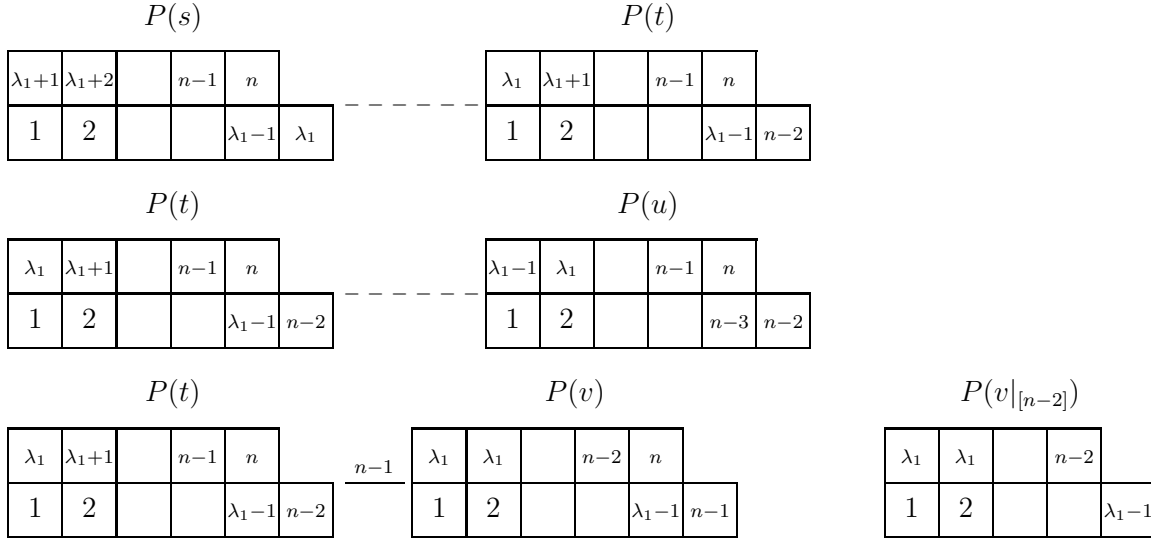 P(s) P(t)
λ₁+1 λ₁+2 n−1 n λ₁ λ₁+1 n−1 n
1 2 λ₁−1 λ₁ 1 2 λ₁−1 n−2
P(t) P(u)
λ₁ λ₁+1 n−1 n λ₁−1 λ₁ n−1 n
1 2 λ₁−1 n−2 1 2 n−3 n−2
P(t) P(v) P(v|[n−2])
λ₁ λ₁+1 n−1 n n−1 λ₁ λ₁ n−2 n λ₁ λ₁ n−2
1 2 λ₁−1 n−2 1 2 λ₁−1 n−1 1 2 λ₁−1